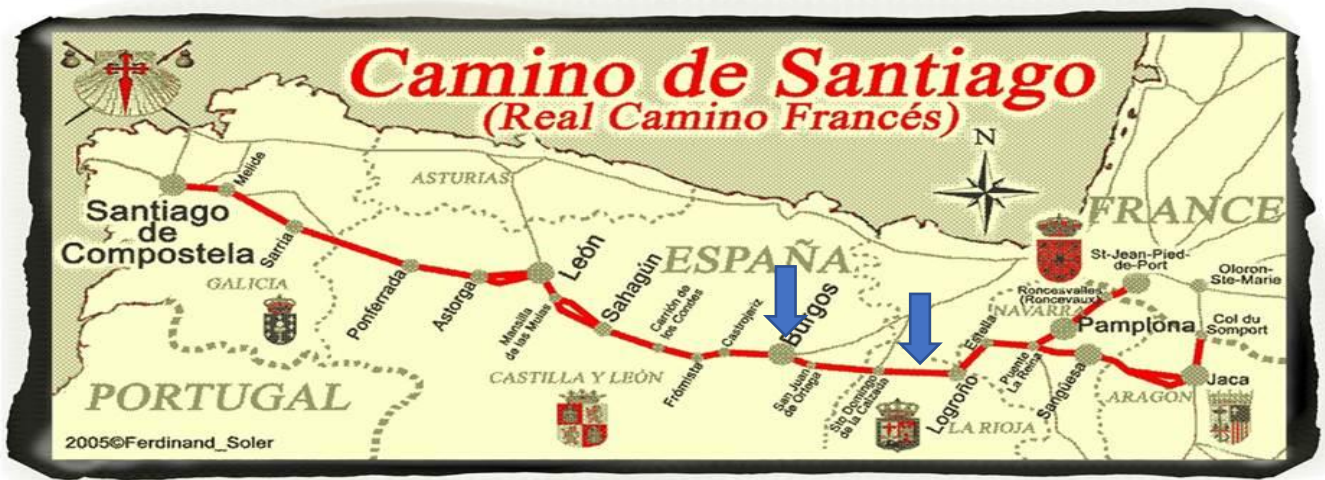 Camino de Santiago
(Real Camino Francés)
N
ASTURIAS
FRANCE
Melide
Santiago
de
Compostela
Sarria
GALICIA
Ponferrada
Astorga
León
Mansilla
de las Mulas
Sahagún
ESPAÑA
Carrión de
los Condes
Frómista
Castrojeriz
Burgos
San Juan
de Ortega
Sto Domingo
de la Calzada
Logroño
Estella
Puente
La Reina
NAVARRA
Pamplona
Roncesvalles
(Roncevaux)
St-Jean-Pied-
de-Port
Oloron-
Ste-Marie
Col du
Somport
Sangüesa
Jaca
ARAGON
LA RIOJA
CASTILLA Y LEÓN
PORTUGAL
2005©Ferdinand_Soler